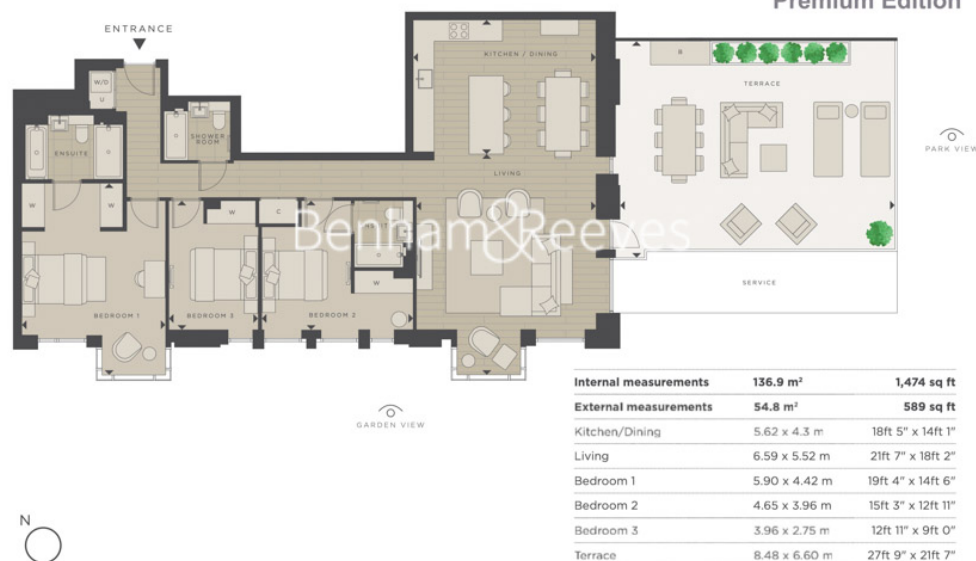 Premium Edition
ENTRANCE
W/D
U
KITCHEN / DINING
B
TERRACE
SHOWER
ROOM
ENSUITE
PARK VIEW
LIVING
W
W
W
C
Benham & Reeves
W
SERVICE
BEDROOM 1
BEDROOM 3
BEDROOM 2
GARDEN VIEW
Internal measurements 136.9 m² 1,474 sq ft
External measurements 54.8 m² 589 sq ft
Kitchen/Dining 5.62 x 4.3 m 18ft 5" x 14ft 1"
Living 6.59 x 5.52 m 21ft 7" x 18ft 2"
Bedroom 1 5.90 x 4.42 m 19ft 4" x 14ft 6"
Bedroom 2 4.65 x 3.96 m 15ft 3" x 12ft 11"
Bedroom 3 3.96 x 2.75 m 12ft 11" x 9ft 0"
Terrace 8.48 x 6.60 m 27ft 9" x 21ft 7"
N